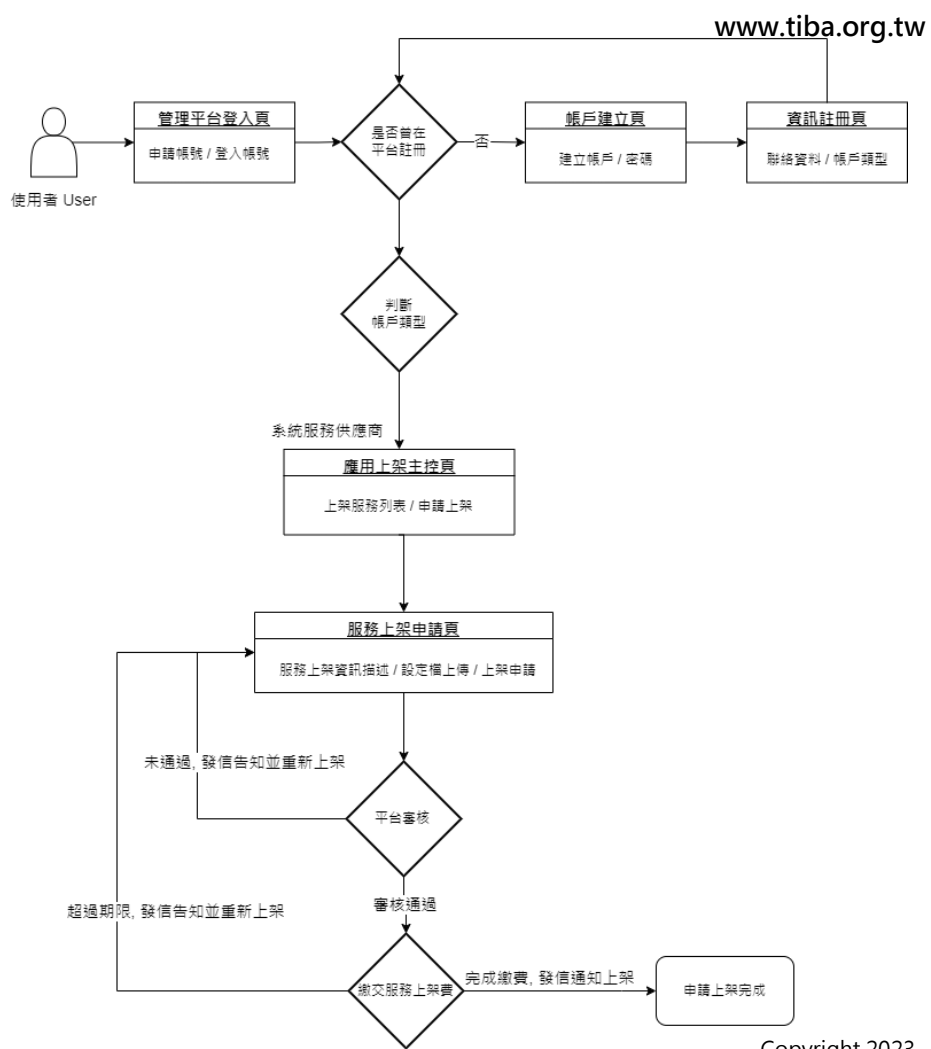 www.tiba.org.tw
管理平台登入頁
申請帳號 / 登入帳號
使用者 User
是否曾在
平台註冊
否
帳戶建立頁
建立帳戶 / 密碼
資訊註冊頁
聯絡資料 / 帳戶類型
判斷
帳戶類型
系統服務供應商
應用上架主控頁
上架服務列表 / 申請上架
服務上架申請頁
服務上架資訊描述 / 設定檔上傳 / 上架申請
未通過, 發信告知並重新上架
平台審核
審核通過
超過期限, 發信告知並重新上架
繳交服務上架費
完成繳費, 發信通知上架
申請上架完成
Copyright 2023